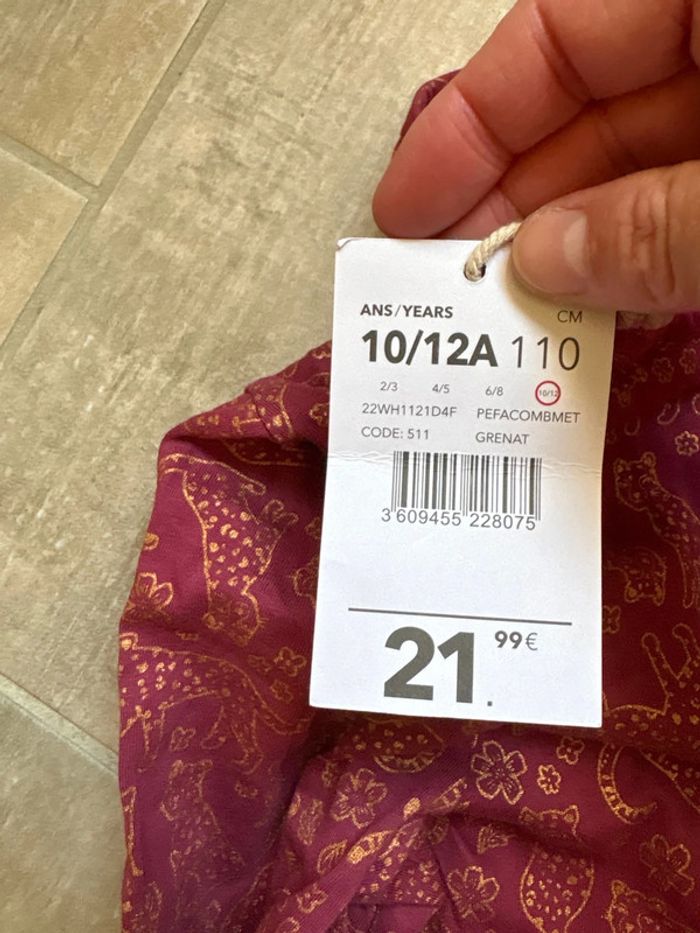 ANS/YEARS CM
10/12A 110
2/3 4/5 6/8 10/12
22WH1121D4F PEFACOMBMET
CODE: 511 GRENAT
3 609455 228075
21.99€